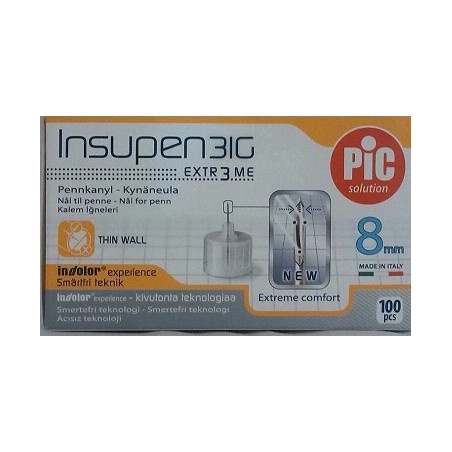 Insupen 31G
EXTR3ME
Pennkanyl - Kynäneula
Nål til penne - Nål for penn
Kalem İğneleri
THIN WALL
indolor® experience
Smärtfri teknik
indolor® experience - kivutonta teknologiaa
Smertefri teknologi - Smertefri teknologi
Acısız teknoloji
NEW
Extreme comfort
PiC
solution
8mm
MADE IN ITALY
100
pcs